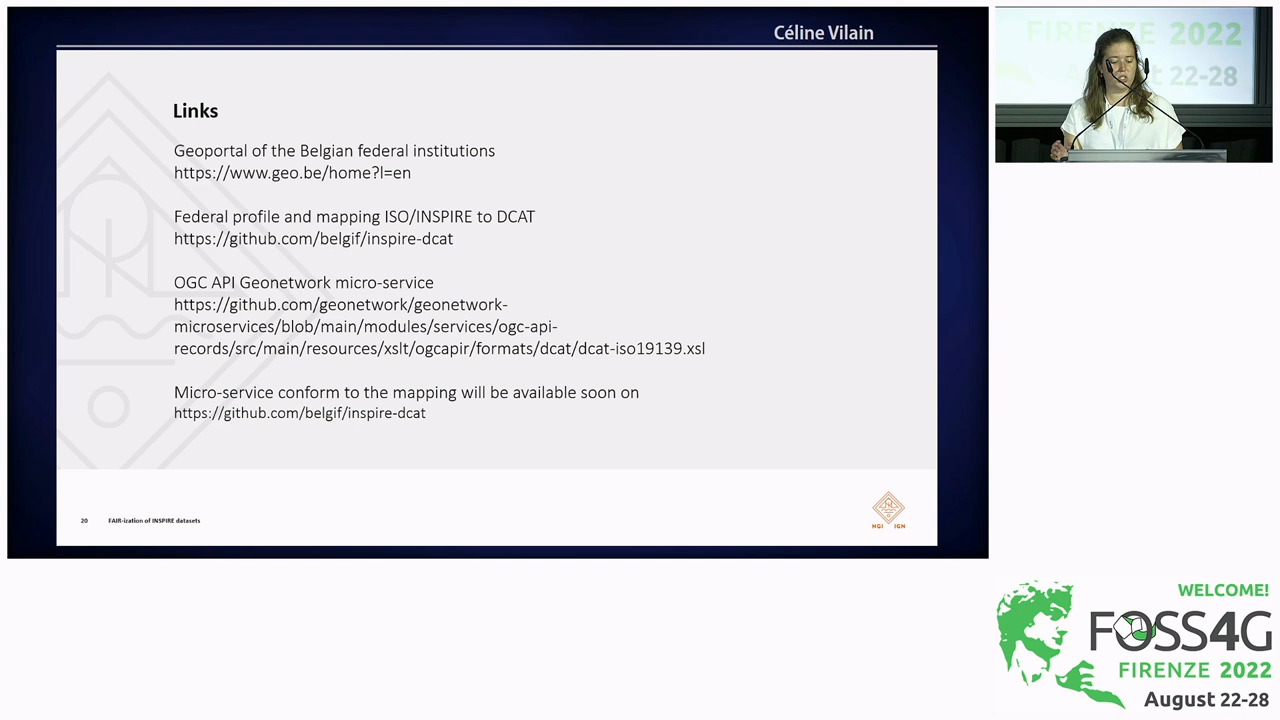 Céline Vilain
Links
Geoportal of the Belgian federal institutions
https://www.geo.be/home?l=en
Federal profile and mapping ISO/INSPIRE to DCAT
https://github.com/belgif/inspire-dcat
OGC API Geonetwork micro-service
https://github.com/geonetwork/geonetwork-
microservices/blob/main/modules/services/ogc-api-
records/src/main/resources/xslt/ogcapir/formats/dcat/dcat-iso19139.xsl
Micro-service conform to the mapping will be available soon on
https://github.com/belgif/inspire-dcat
20 FAIR-ization of INSPIRE datasets
NGI IGN
FIRENZE 2022
August 22-28
WELCOME!
FOSS4G
FIRENZE 2022
August 22-28